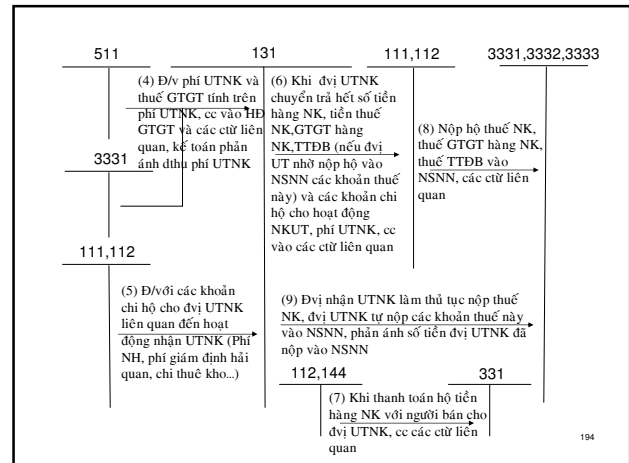 511
131
111,112
3331,3332,3333
(4) Đ/v phí UTNK và
thuế GTGT tính trên
phí UTNK, cc vào HĐ
GTGT và các ctừ liên
quan, kế toán phản
ánh dthu phí UTNK
3331
111,112
(5) Đ/với các khoản
chi hộ cho đvị UTNK
liên quan đến hoạt
động nhận UTNK (Phí
NH, phí giám định hải
quan, chi thuê kho...)
(6) Khi đvị UTNK
chuyển trả hết số tiền
hàng NK, tiền thuế
NK,GTGT hàng
NK,TTĐB (nếu đvị
UT nhờ nộp hộ vào
NSNN các khoản thuế
này) và các khoản chi
hộ cho hoạt động
NKUT, phí UTNK, cc
vào các ctừ liên quan
(8) Nộp hộ thuế NK,
thuế GTGT hàng NK,
thuế TTĐB vào
NSNN, các ctừ liên
quan
(9) Đvị nhận UTNK làm thủ tục nộp thuế
NK, đvị UTNK tự nộp các khoản thuế này
vào NSNN, phản ánh số tiền đvị UTNK đã
nộp vào NSNN
112,144
331
(7) Khi thanh toán hộ tiền
hàng NK với người bán cho
đvị UTNK, cc các ctừ liên
quan
194